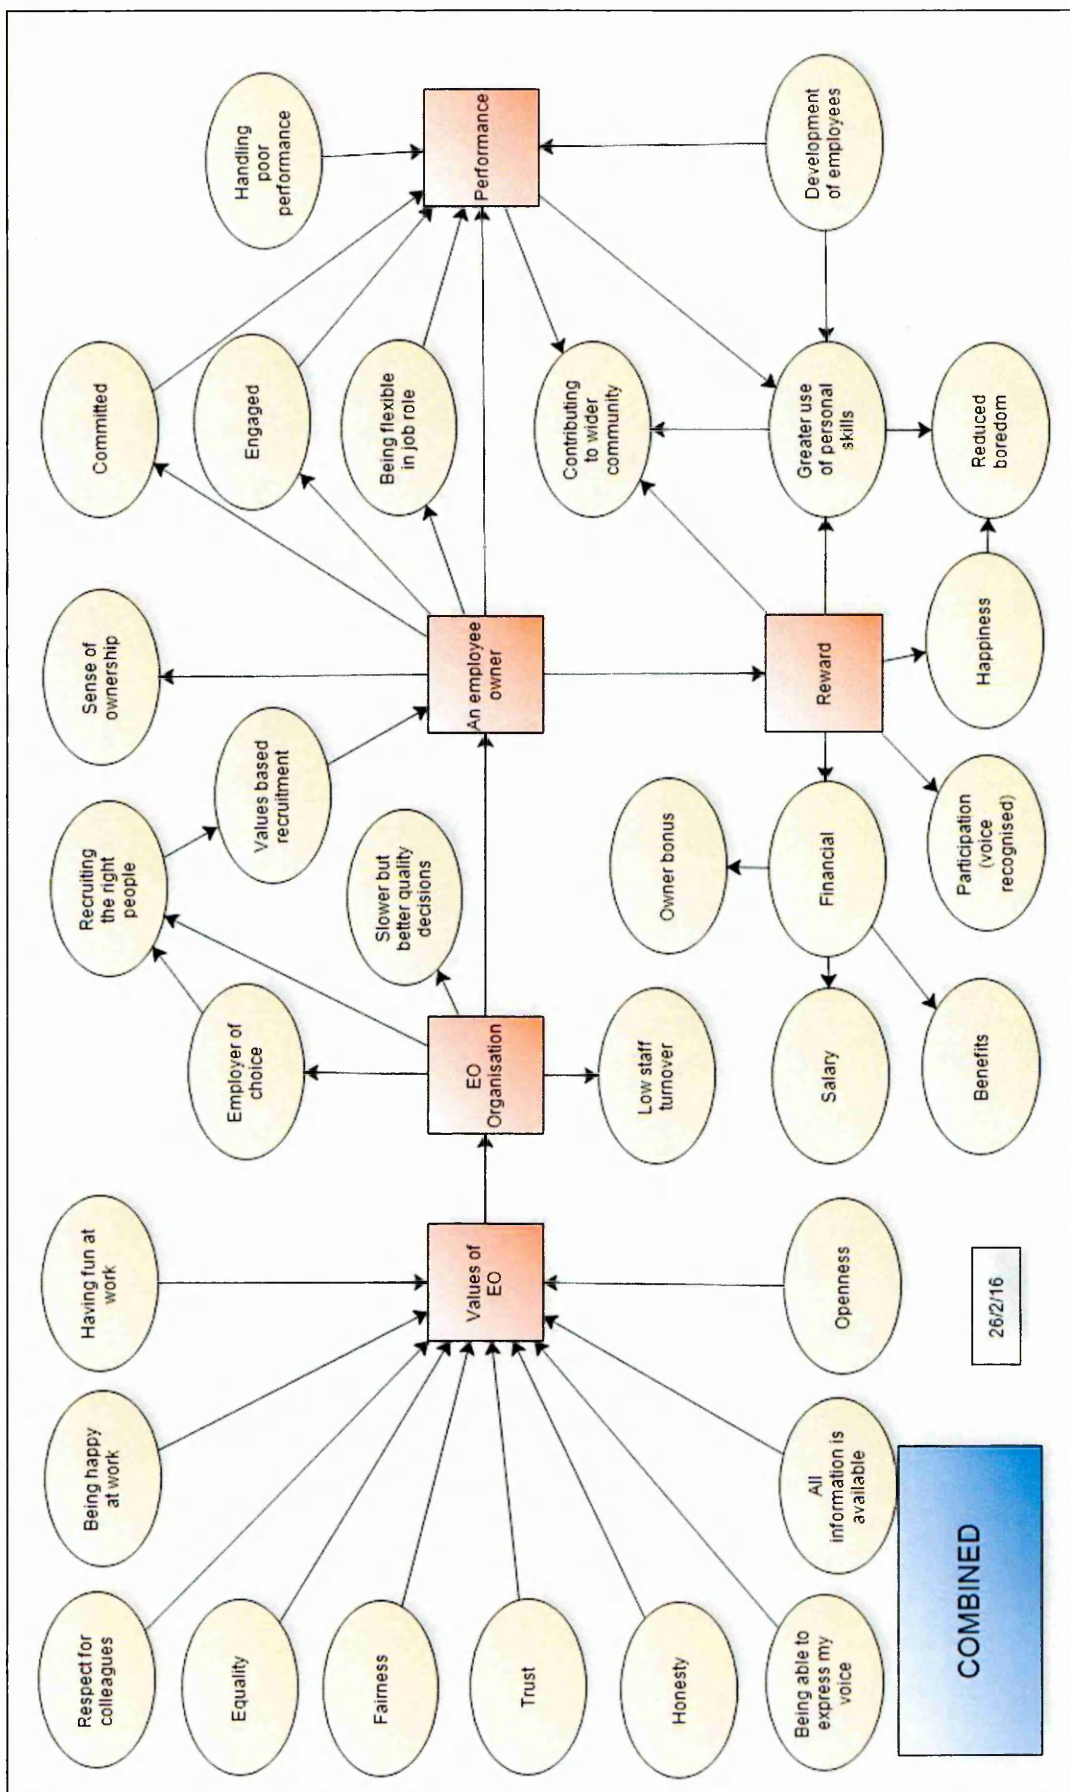 Respect for
colleagues
Being happy
at work
Having fun at
work
Equality
Fairness
Trust
Honesty
Being able to
express my
voice
All
information is
available
Openness
Values of
EO
Employer of
choice
Recruiting
the right
people
Values based
recruitment
Slower but
better quality
decisions
EO
Organisation
Low staff
turnover
Sense of
ownership
An employee
owner
Committed
Engaged
Being flexible
in job role
Handling
poor
performance
Performance
Contributing
to wider
community
Owner bonus
Salary
Financial
Benefits
Reward
Participation
(voice
recognised)
Happiness
Greater use
of personal
skills
Reduced
boredom
Development
of employees
COMBINED
26/2/16